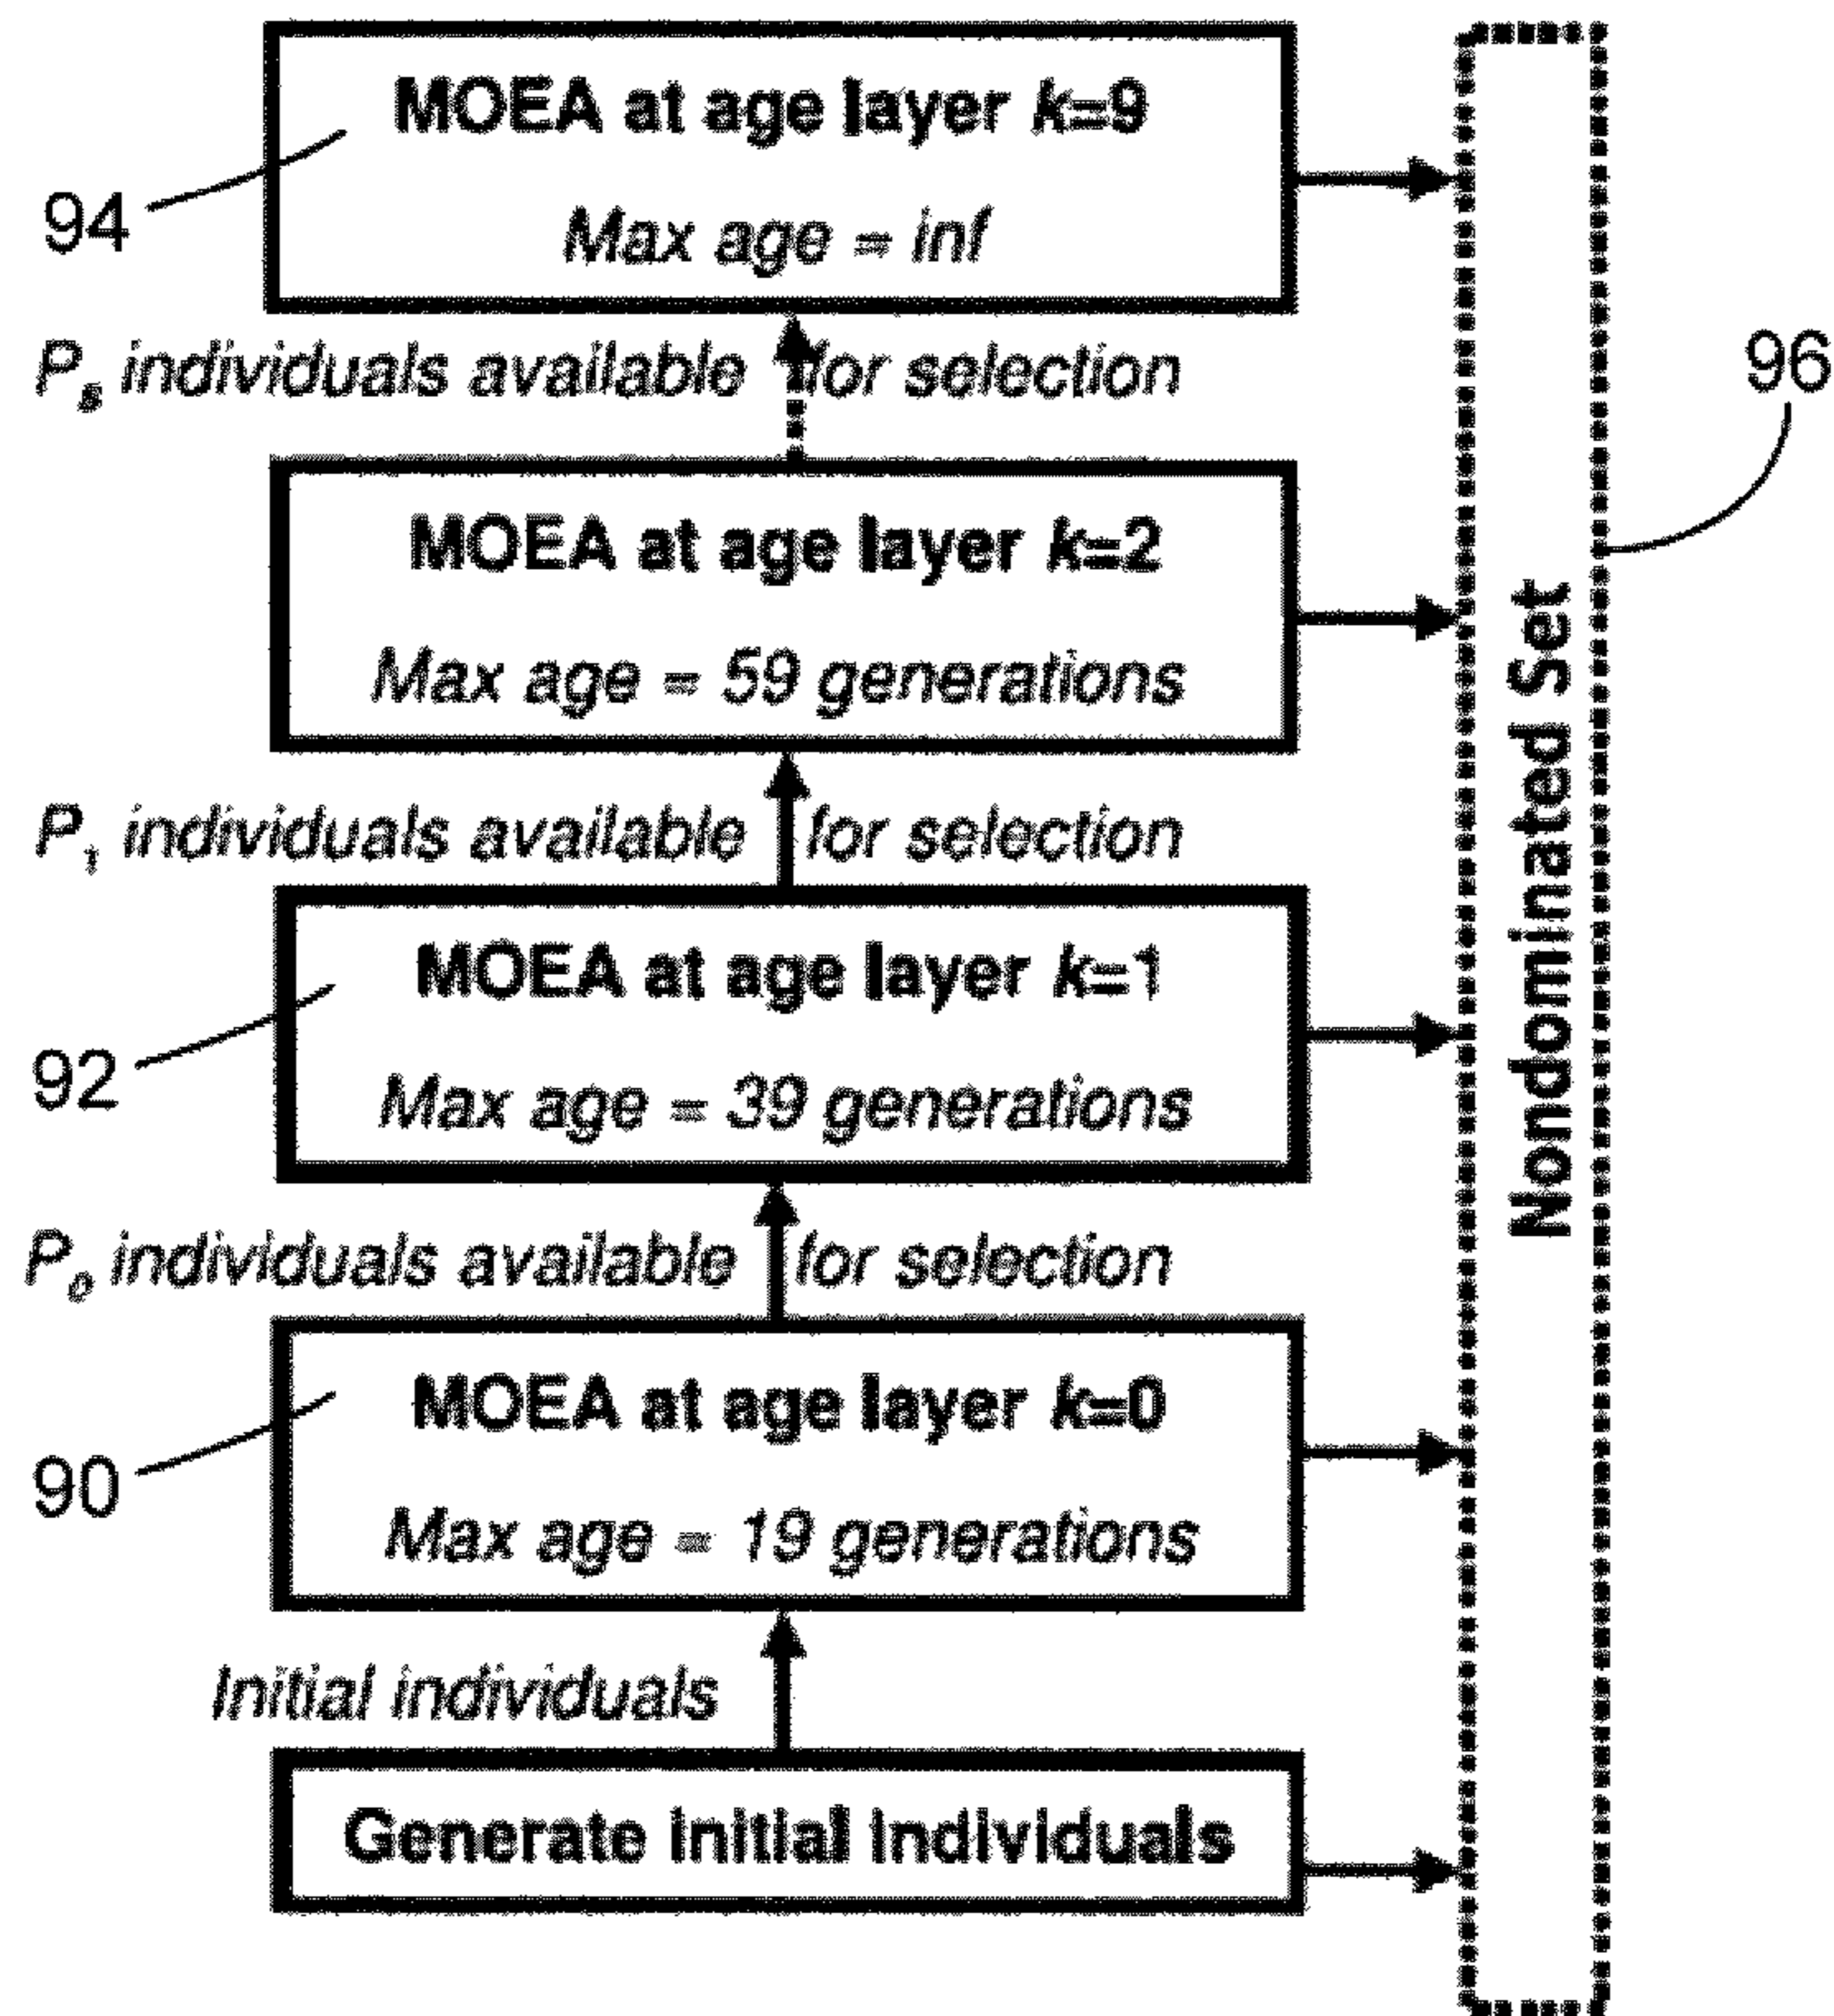 MOEA at age layer k=9
Max age = inf
94
P individuals available for selection
96
MOEA at age layer k=2
Max age = 59 generations
P₁ individuals available for selection
MOEA at age layer k=1
Max age = 39 generations
92
P₀ individuals available for selection
MOEA at age layer k=0
Max age = 19 generations
90
Initial individuals
Generate initial individuals
Nondominated Set